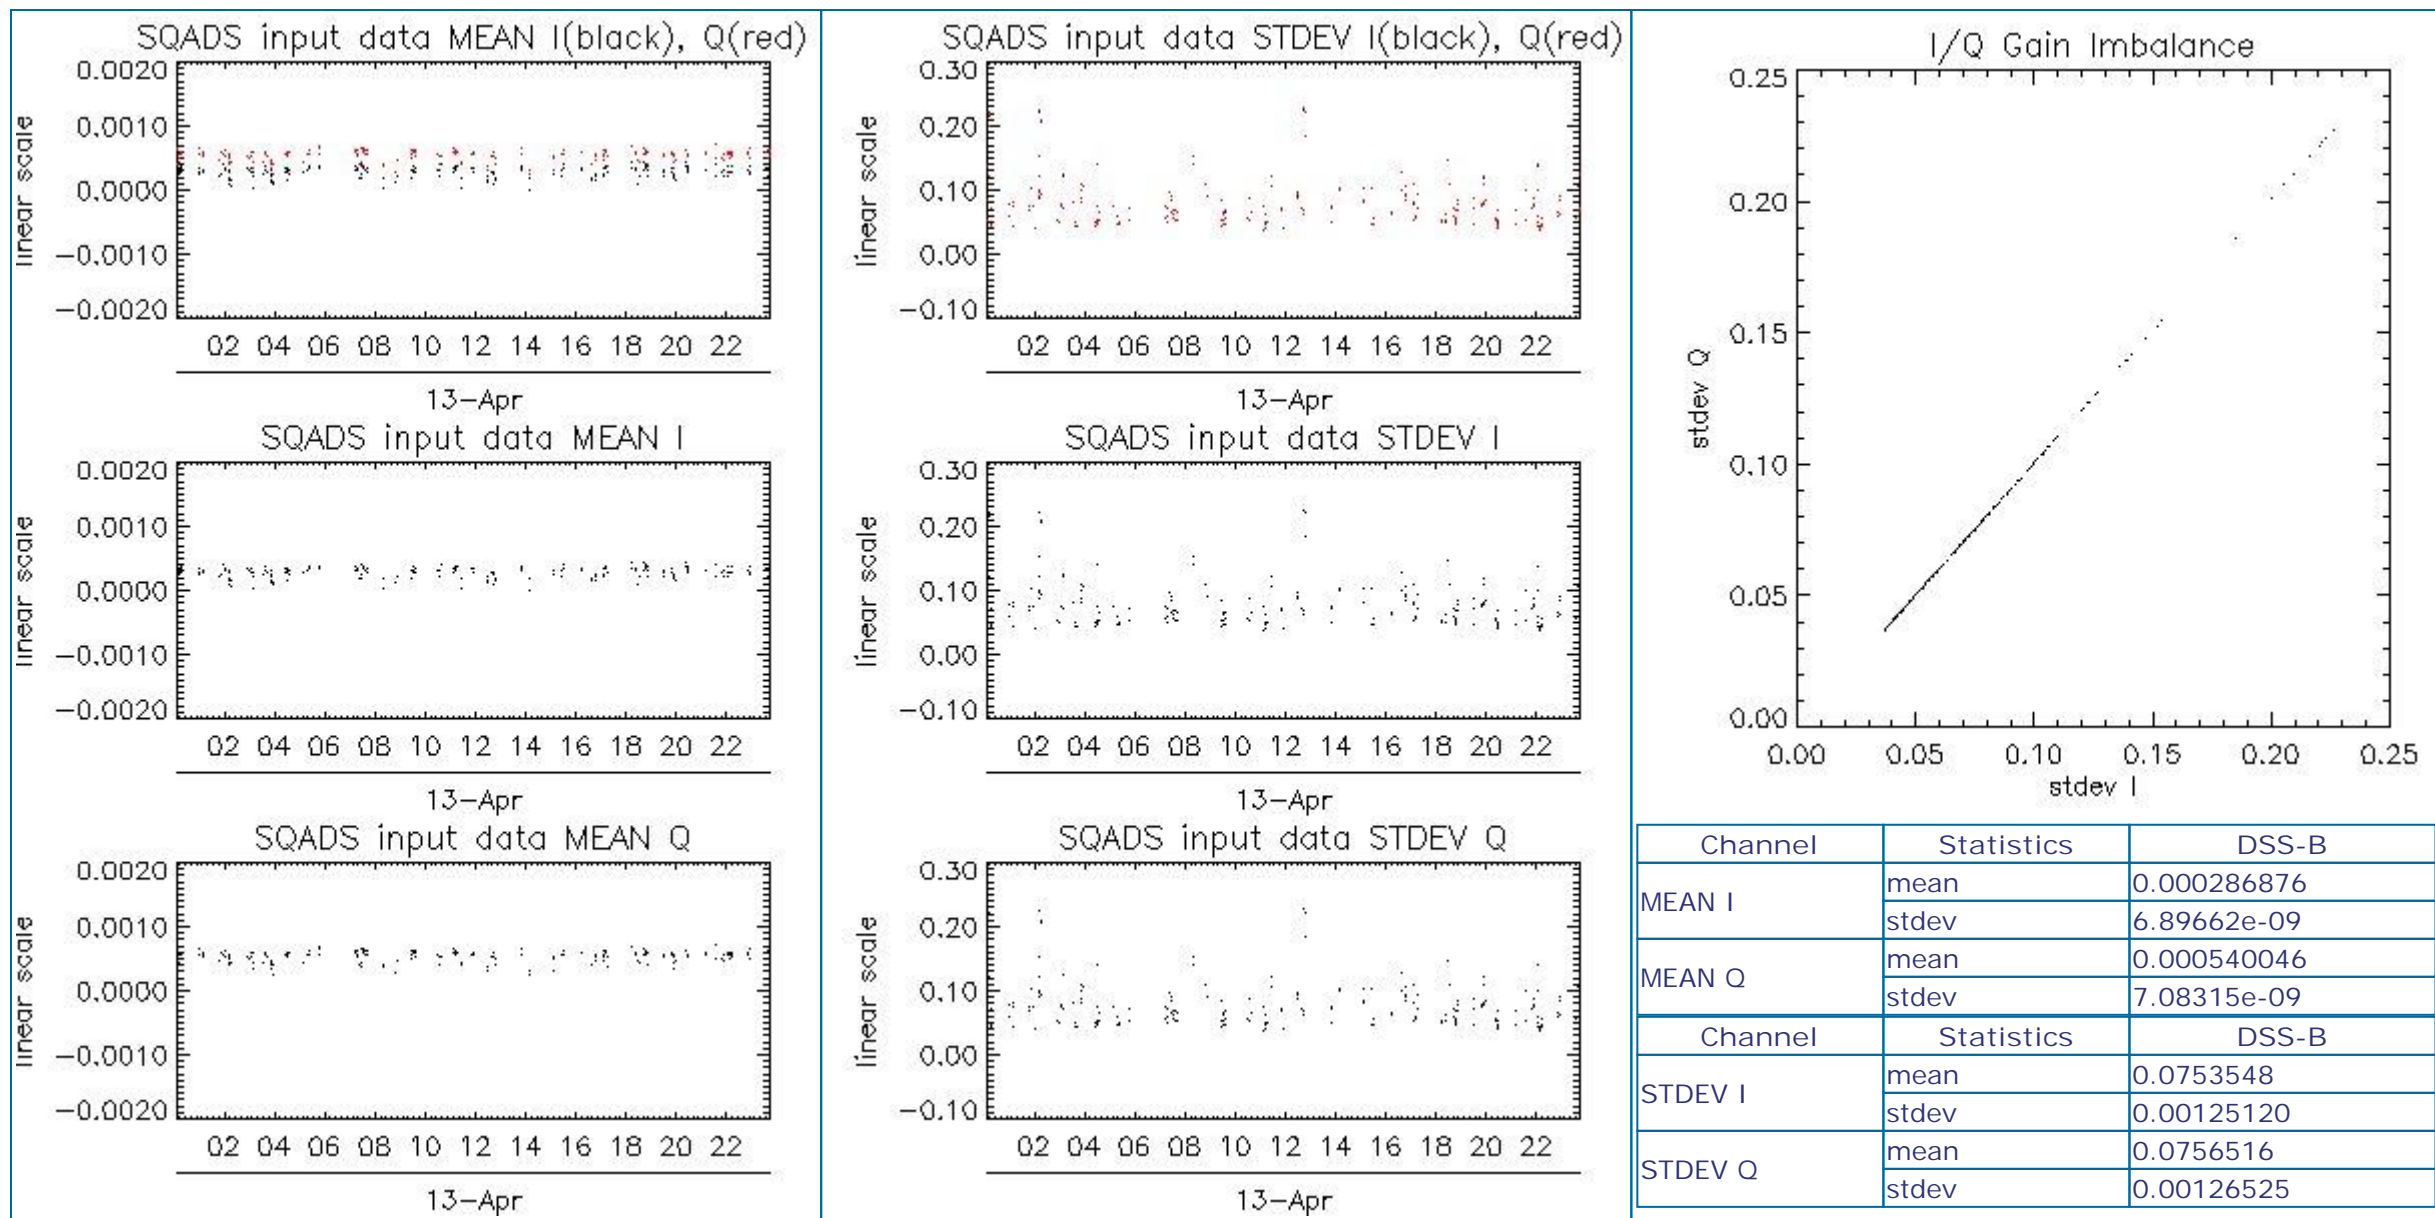 SQADS input data MEAN I(black), Q(red)
linear scale
0.0020
0.0010
0.0000
−0.0010
−0.0020
02 04 06 08 10 12 14 16 18 20 22
13−Apr
SQADS input data MEAN I
linear scale
0.0020
0.0010
0.0000
−0.0010
−0.0020
02 04 06 08 10 12 14 16 18 20 22
13−Apr
SQADS input data MEAN Q
linear scale
0.0020
0.0010
0.0000
−0.0010
−0.0020
02 04 06 08 10 12 14 16 18 20 22
13−Apr
SQADS input data STDEV I(black), Q(red)
linear scale
0.30
0.20
0.10
0.00
−0.10
02 04 06 08 10 12 14 16 18 20 22
13−Apr
SQADS input data STDEV I
linear scale
0.30
0.20
0.10
0.00
−0.10
02 04 06 08 10 12 14 16 18 20 22
13−Apr
SQADS input data STDEV Q
linear scale
0.30
0.20
0.10
0.00
−0.10
02 04 06 08 10 12 14 16 18 20 22
13−Apr
I/Q Gain Imbalance
stdev Q
0.25
0.20
0.15
0.10
0.05
0.00
0.00 0.05 0.10 0.15 0.20 0.25
stdev I
Channel Statistics DSS-B
MEAN I
mean 0.000286876
stdev 6.89662e-09
MEAN Q
mean 0.000540046
stdev 7.08315e-09
Channel Statistics DSS-B
STDEV I
mean 0.0753548
stdev 0.00125120
STDEV Q
mean 0.0756516
stdev 0.00126525